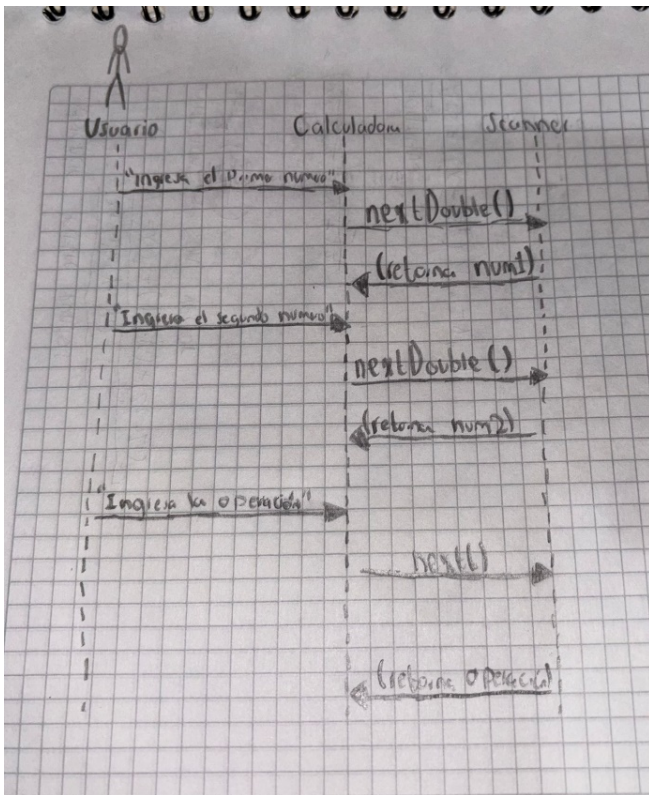 Usuario Calculadora Scanner
"Ingresa el Primer numero"
nextDouble()
(retorna num1)
"Ingresa el segundo numero"
nextDouble()
(retorna num2)
"Ingresa la operación"
next()
(retorna operación)